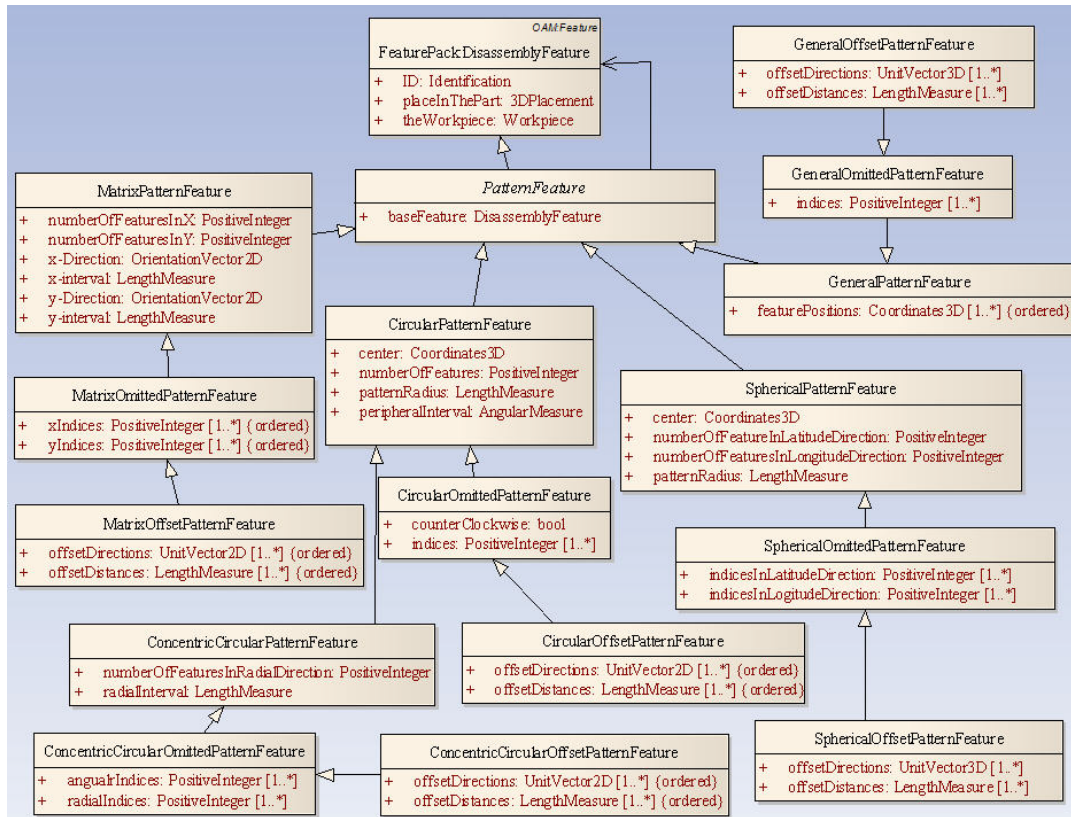 OAM:Feature
FeaturePack DisassemblyFeature
+ ID: Identification
+ placeInThePart: 3DPlacement
+ theWorkpiece: Workpiece
GeneralOffsetPatternFeature
+ offsetDirections: UnitVector3D [1..*]
+ offsetDistances: LengthMeasure [1..*]
GeneralOmittedPatternFeature
+ indices: PositiveInteger [1..*]
PatternFeature
+ baseFeature: DisassemblyFeature
MatrixPatternFeature
+ numberOfFeaturesInX: PositiveInteger
+ numberOfFeaturesInY: PositiveInteger
+ x-Direction: OrientationVector2D
+ x-interval: LengthMeasure
+ y-Direction: OrientationVector2D
+ y-interval: LengthMeasure
GeneralPatternFeature
+ featurePositions: Coordinates3D [1..*] {ordered}
CircularPatternFeature
+ center: Coordinates3D
+ numberOfFeatures: PositiveInteger
+ patternRadius: LengthMeasure
+ peripheralInterval: AngularMeasure
MatrixOmittedPatternFeature
+ xIndices: PositiveInteger [1..*] {ordered}
+ yIndices: PositiveInteger [1..*] {ordered}
SphericalPatternFeature
+ center: Coordinates3D
+ numberOfFeatureInLatitudeDirection: PositiveInteger
+ numberOfFeaturesInLongitudeDirection: PositiveInteger
+ patternRadius: LengthMeasure
CircularOmittedPatternFeature
+ counterClockwise: bool
+ indices: PositiveInteger [1..*]
MatrixOffsetPatternFeature
+ offsetDirections: UnitVector2D [1..*] {ordered}
+ offsetDistances: LengthMeasure [1..*] {ordered}
SphericalOmittedPatternFeature
+ indicesInLatitudeDirection: PositiveInteger [1..*]
+ indicesInLogitudeDirection: PositiveInteger [1..*]
ConcentricCircularPatternFeature
+ numberOfFeaturesInRadialDirection: PositiveInteger
+ radialInterval: LengthMeasure
CircularOffsetPatternFeature
+ offsetDirections: UnitVector2D [1..*] {ordered}
+ offsetDistances: LengthMeasure [1..*] {ordered}
ConcentricCircularOmittedPatternFeature
+ angualrIndices: PositiveInteger [1..*]
+ radialIndices: PositiveInteger [1..*]
ConcentricCircularOffsetPatternFeature
+ offsetDirections: UnitVector2D [1..*] {ordered}
+ offsetDistances: LengthMeasure [1..*] {ordered}
SphericalOffsetPatternFeature
+ offsetDirections: UnitVector3D [1..*]
+ offsetDistances: LengthMeasure [1..*]